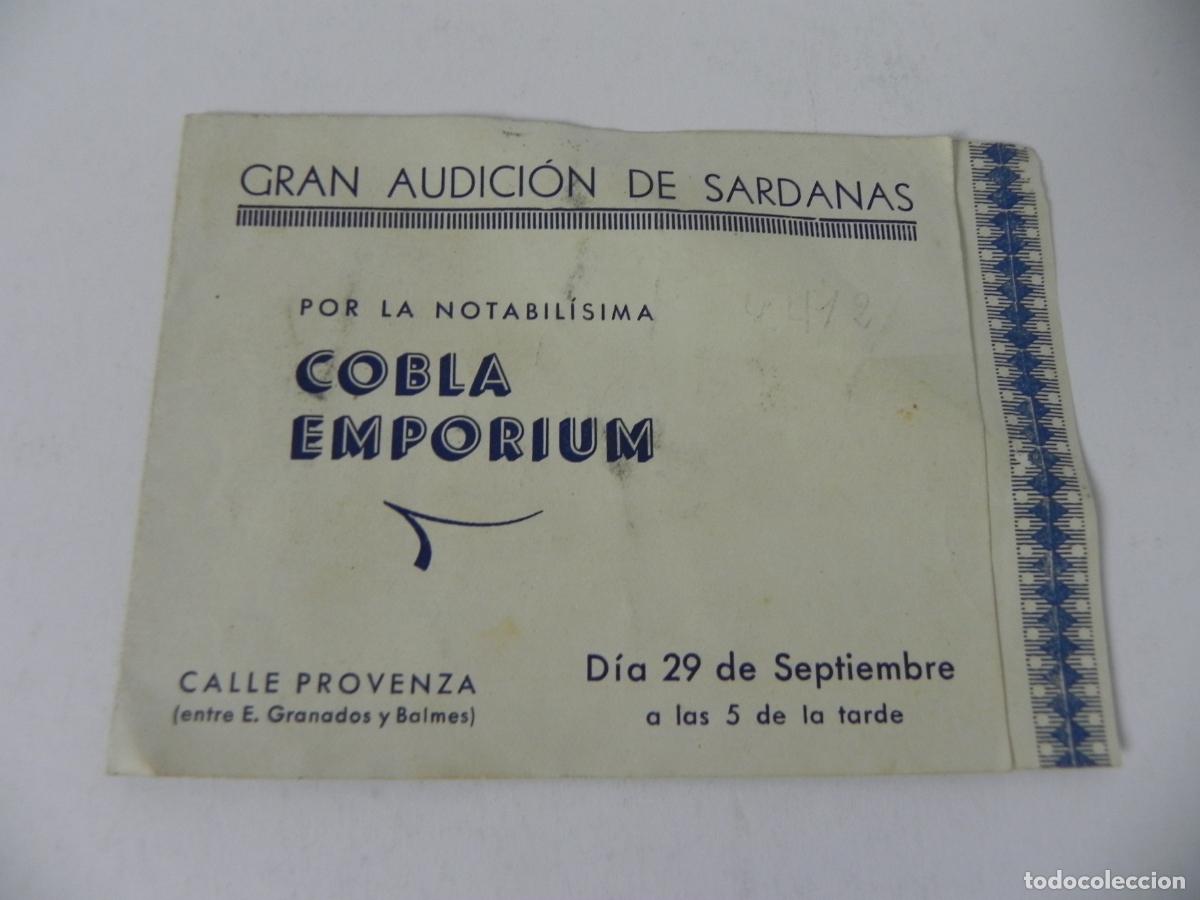 GRAN AUDICIÓN DE SARDANAS
POR LA NOTABILÍSIMA
COBLA
EMPORIUM
CALLE PROVENZA
(entre E. Granados y Balmes)
Día 29 de Septiembre
a las 5 de la tarde
todocoleccion